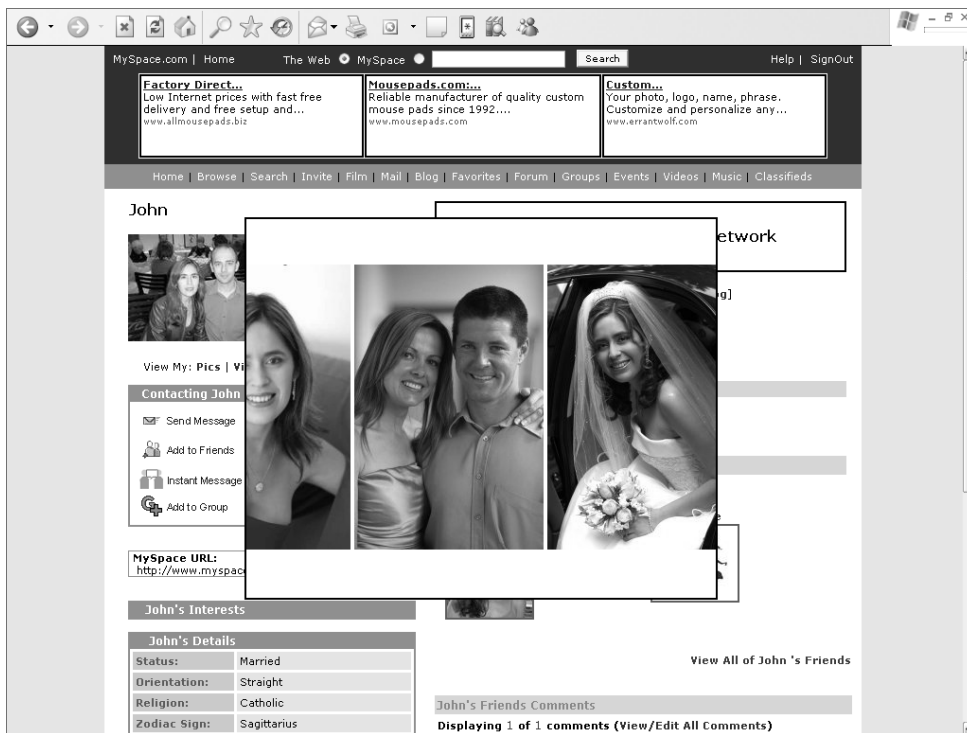 MySpace.com | Home
The Web MySpace
Search
Help | SignOut
Factory Direct...
Low Internet prices with fast free
delivery and free setup and...
www.allmousepads.biz
Mousepads.com:...
Reliable manufacturer of quality custom
mouse pads since 1992....
www.mousepads.com
Custom...
Your photo, logo, name, phrase.
Customize and personalize any...
www.errantwolf.com
Home | Browse | Search | Invite | Film | Mail | Blog | Favorites | Forum | Groups | Events | Videos | Music | Classifieds
John
etwork
og]
View My: Pics | Vi
Contacting John
Send Message
Add to Friends
Instant Message
Add to Group
MySpace URL:
http://www.myspac
John's Interests
John's Details
Status: Married
Orientation: Straight
Religion: Catholic
Zodiac Sign: Sagittarius
View All of John 's Friends
John's Friends Comments
Displaying 1 of 1 comments (View/Edit All Comments)